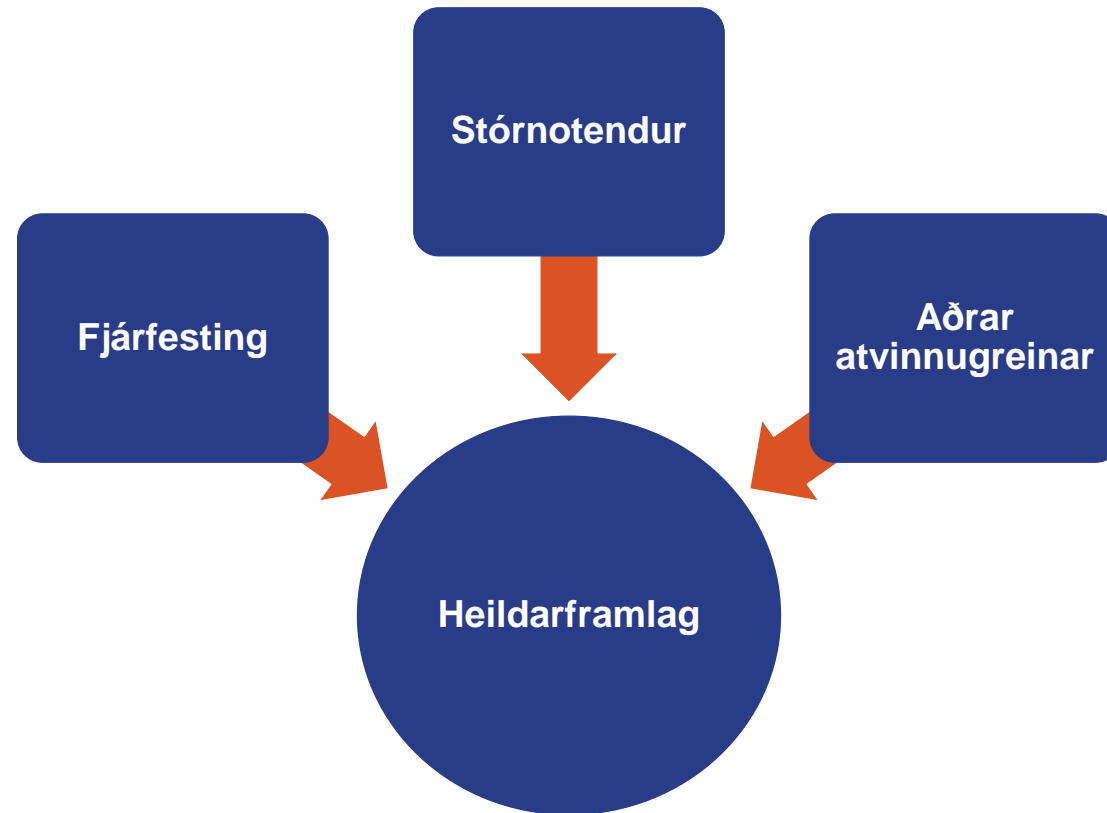 Stórnotendur
Fjárfesting
Aðrar
atvinnugreinar
Heildarframlag